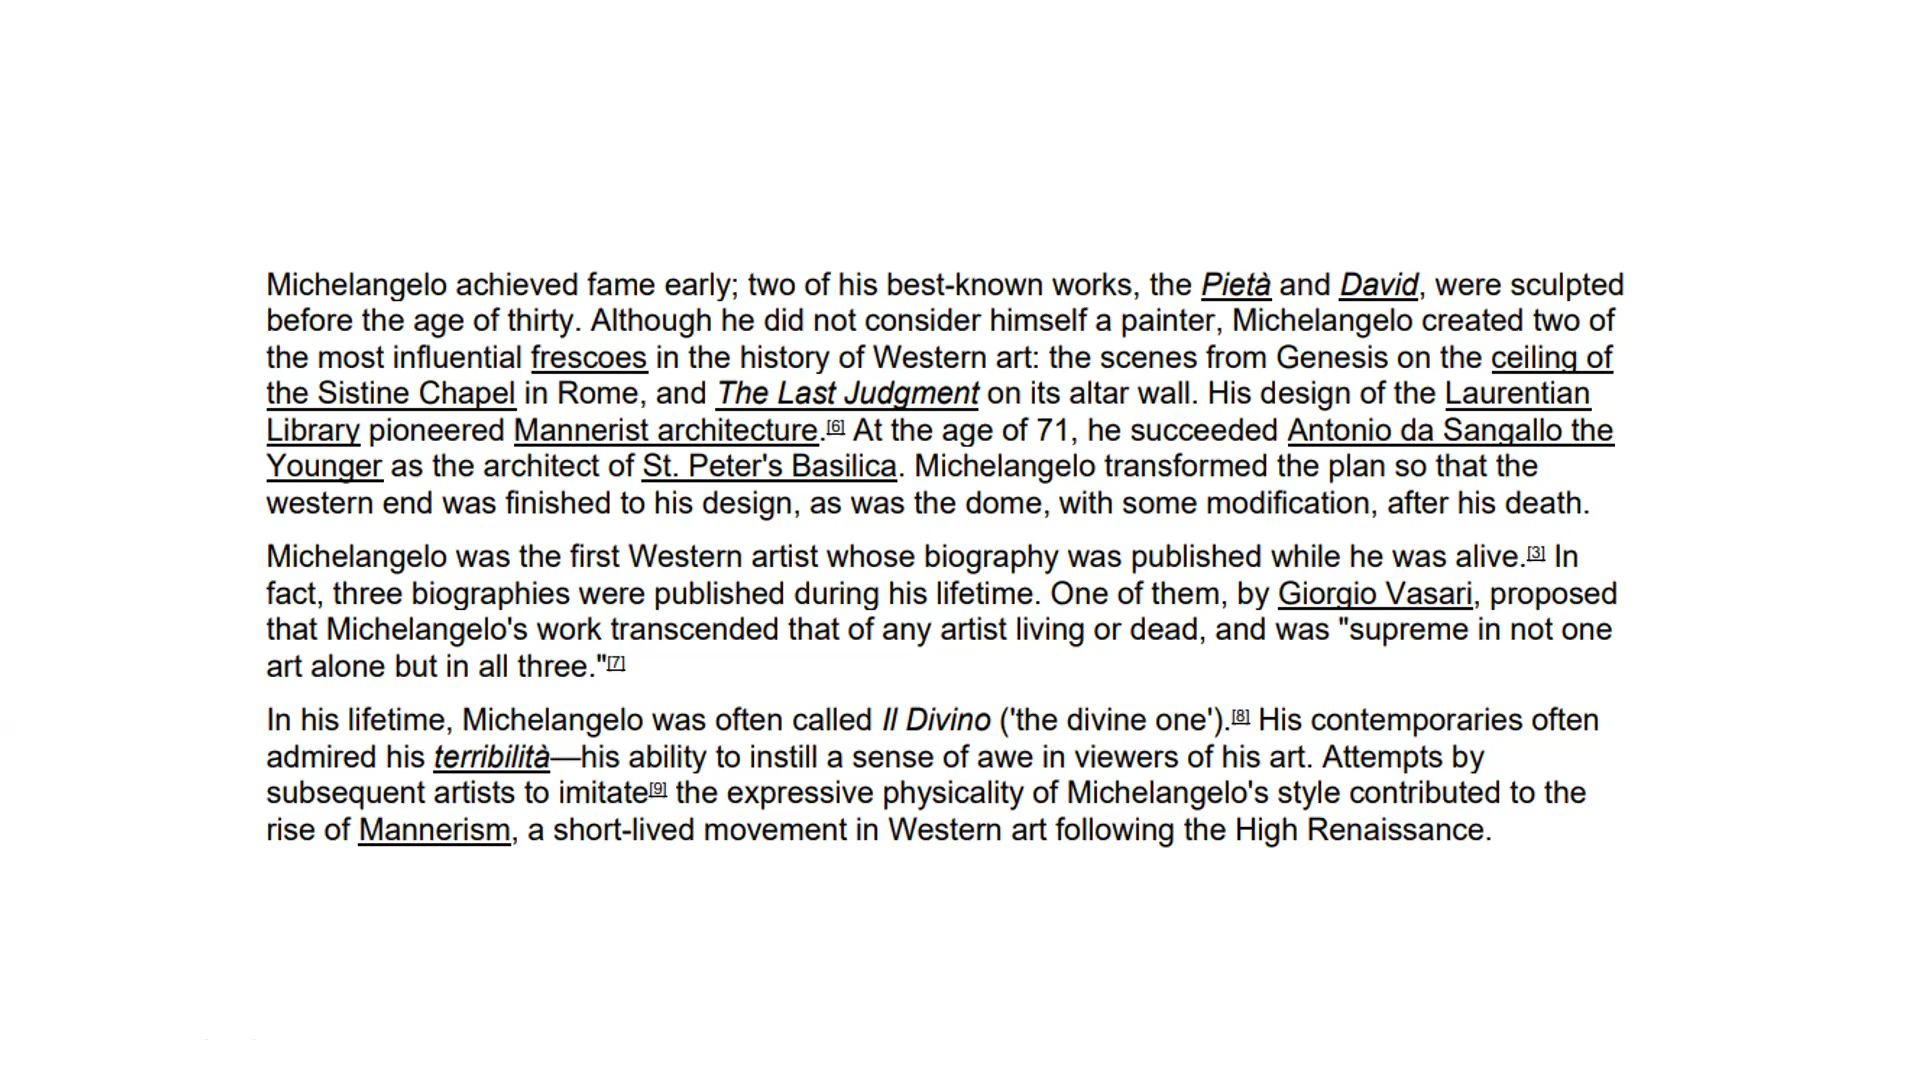 Michelangelo achieved fame early; two of his best-known works, the Pietà and David, were sculpted
before the age of thirty. Although he did not consider himself a painter, Michelangelo created two of
the most influential frescoes in the history of Western art: the scenes from Genesis on the ceiling of
the Sistine Chapel in Rome, and The Last Judgment on its altar wall. His design of the Laurentian
Library pioneered Mannerist architecture.[6] At the age of 71, he succeeded Antonio da Sangallo the
Younger as the architect of St. Peter's Basilica. Michelangelo transformed the plan so that the
western end was finished to his design, as was the dome, with some modification, after his death.
Michelangelo was the first Western artist whose biography was published while he was alive.[3] In
fact, three biographies were published during his lifetime. One of them, by Giorgio Vasari, proposed
that Michelangelo's work transcended that of any artist living or dead, and was "supreme in not one
art alone but in all three."[7]
In his lifetime, Michelangelo was often called Il Divino ('the divine one').[8] His contemporaries often
admired his terribilità—his ability to instill a sense of awe in viewers of his art. Attempts by
subsequent artists to imitate[9] the expressive physicality of Michelangelo's style contributed to the
rise of Mannerism, a short-lived movement in Western art following the High Renaissance.